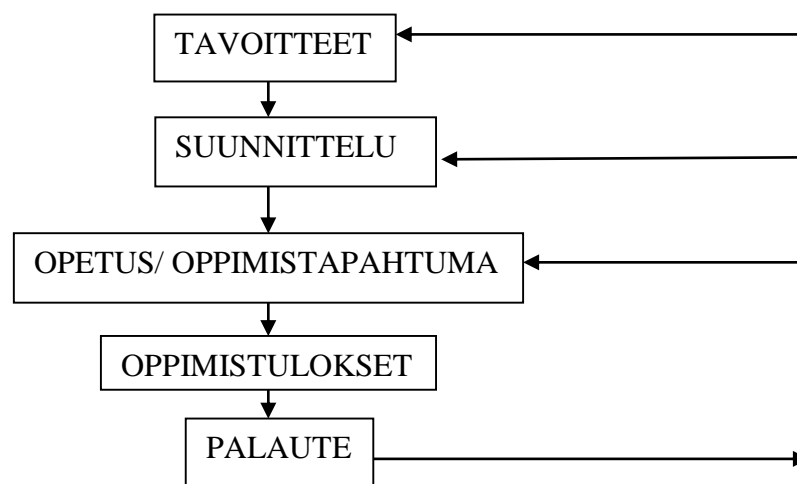 TAVOITTEET
SUUNNITTELU
OPETUS/ OPPIMISTAPAHTUMA
OPPIMISTULOKSET
PALAUTE